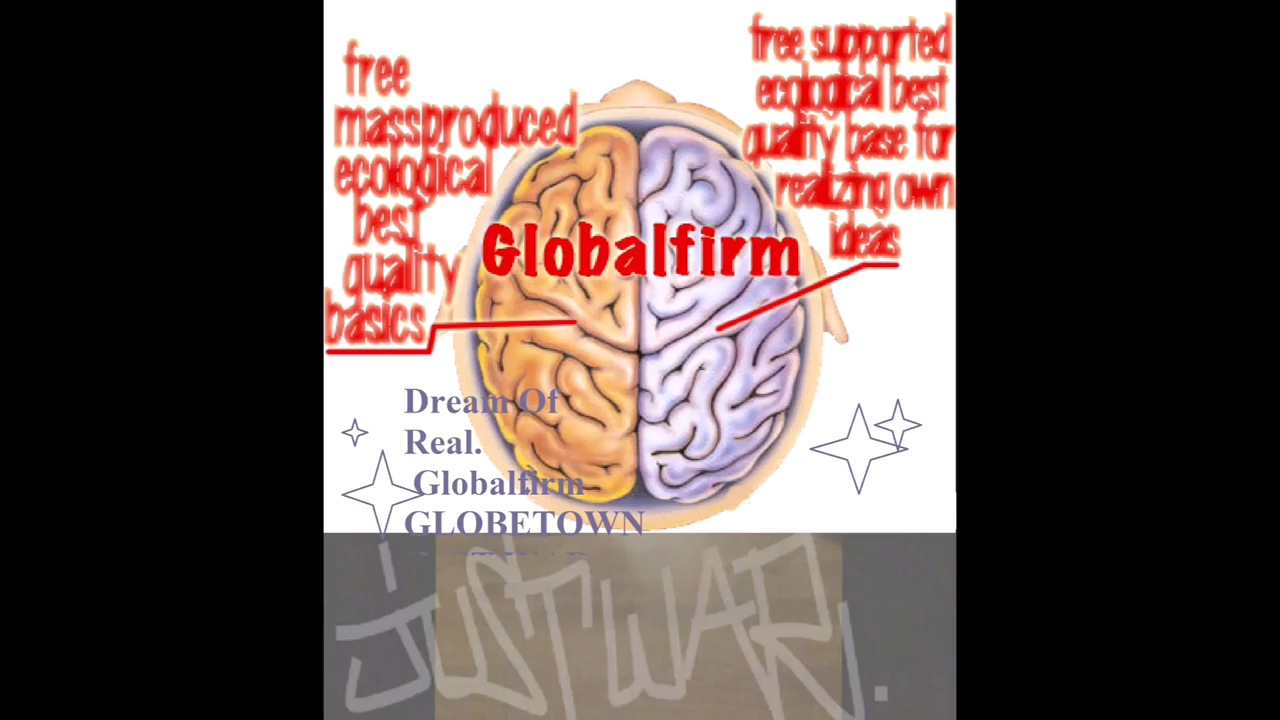 free
massproduced
ecological
best
quality
basics
free supported
ecological best
quality base for
realizing own
ideas
Globalfirm
Dream Of
Real.
Globalfirm
GLOBETOWN
JUST WAR.